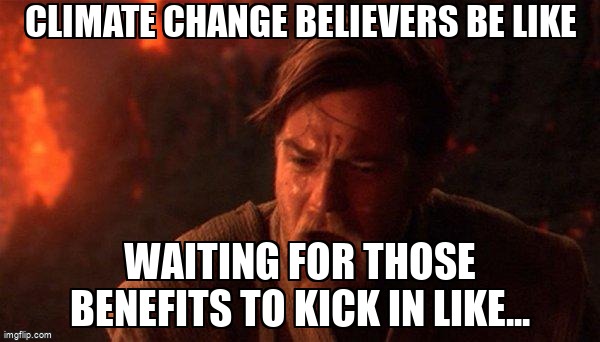 CLIMATE CHANGE BELIEVERS BE LIKE
WAITING FOR THOSE
BENEFITS TO KICK IN LIKE...
imgflip.com